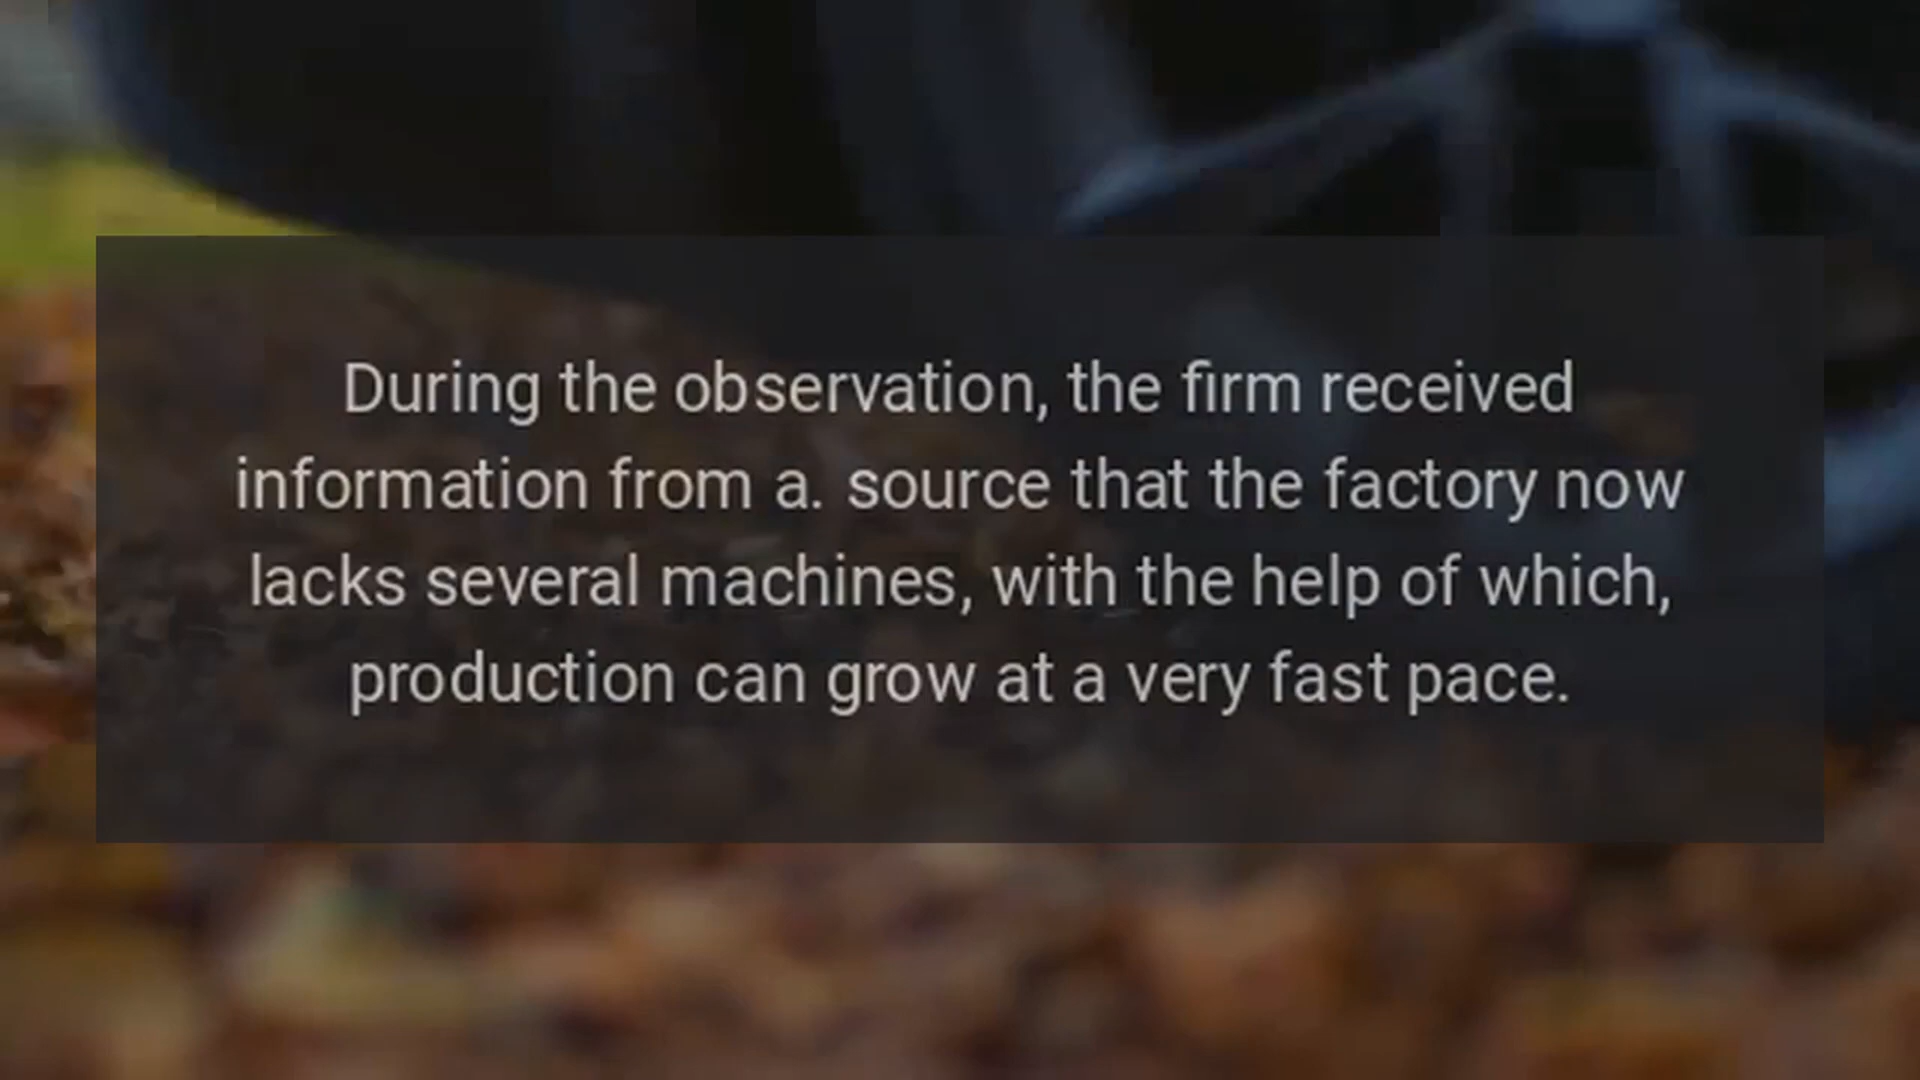 During the observation, the firm received
information from a. source that the factory now
lacks several machines, with the help of which,
production can grow at a very fast pace.